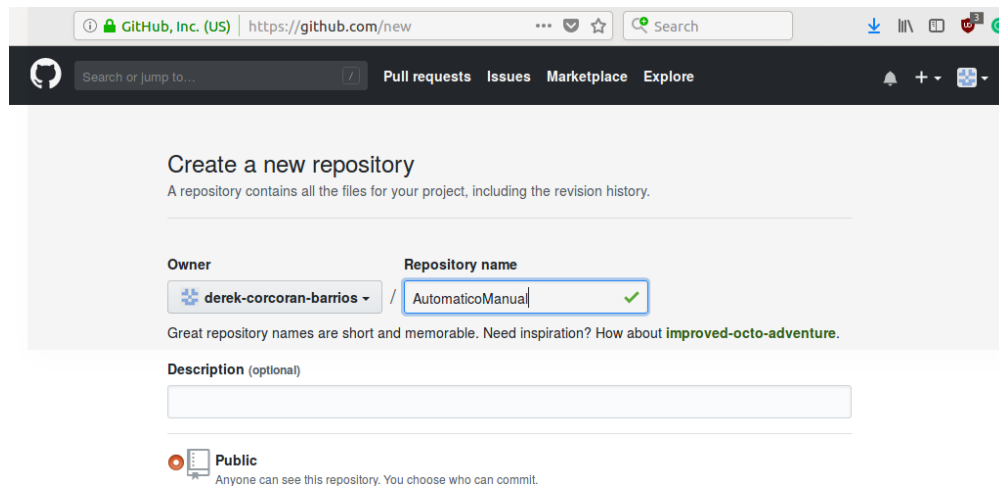 GitHub, Inc. (US) https://github.com/new ... Search 3
Search or jump to... / Pull requests Issues Marketplace Explore
Create a new repository
A repository contains all the files for your project, including the revision history.
Owner Repository name
derek-corcoran-barrios / AutomaticoManual
Great repository names are short and memorable. Need inspiration? How about improved-octo-adventure.
Description (optional)
Public
Anyone can see this repository. You choose who can commit.